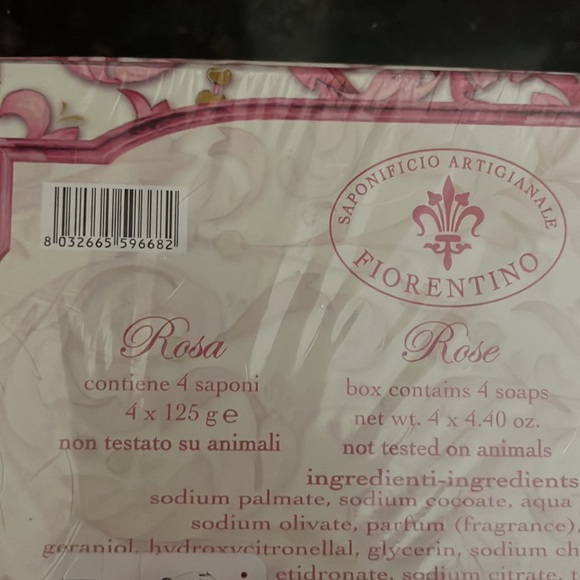 SAPONIFICIO ARTIGIANALE
FIORENTINO
8 032665 596682
Rosa
contiene 4 saponi
4 x 125 g e
non testato su animali
Rose
box contains 4 soaps
net wt. 4 x 4.40 oz.
not tested on animals
ingredienti-ingredients
sodium palmate, sodium cocoate, aqua
sodium olivate, parfum (fragrance),
geraniol, hydroxycitronellal, glycerin, sodium ch
etidronate, sodium citrate, t